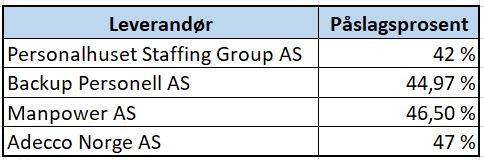 Leverandør Påslagsprosent
Personalhuset Staffing Group AS 42 %
Backup Personell AS 44,97 %
Manpower AS 46,50 %
Adecco Norge AS 47 %